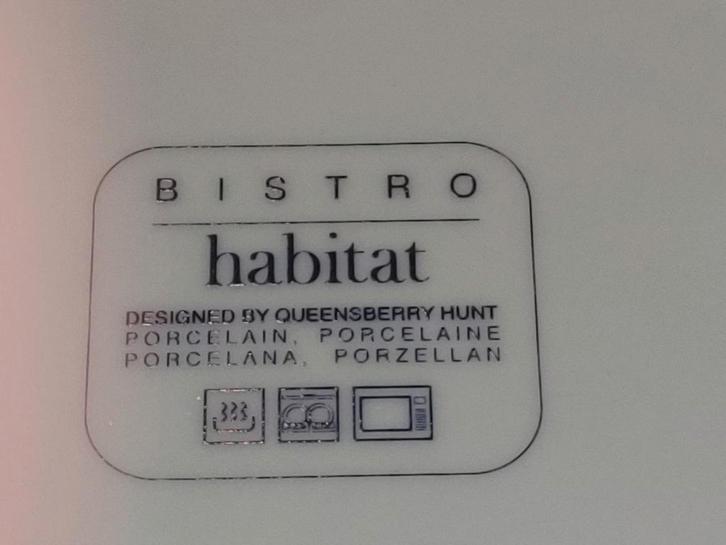 BISTRO
habitat
DESIGNED BY QUEENSBERRY HUNT
PORCELAIN, PORCELAINE
PORCELANA, PORZELLAN